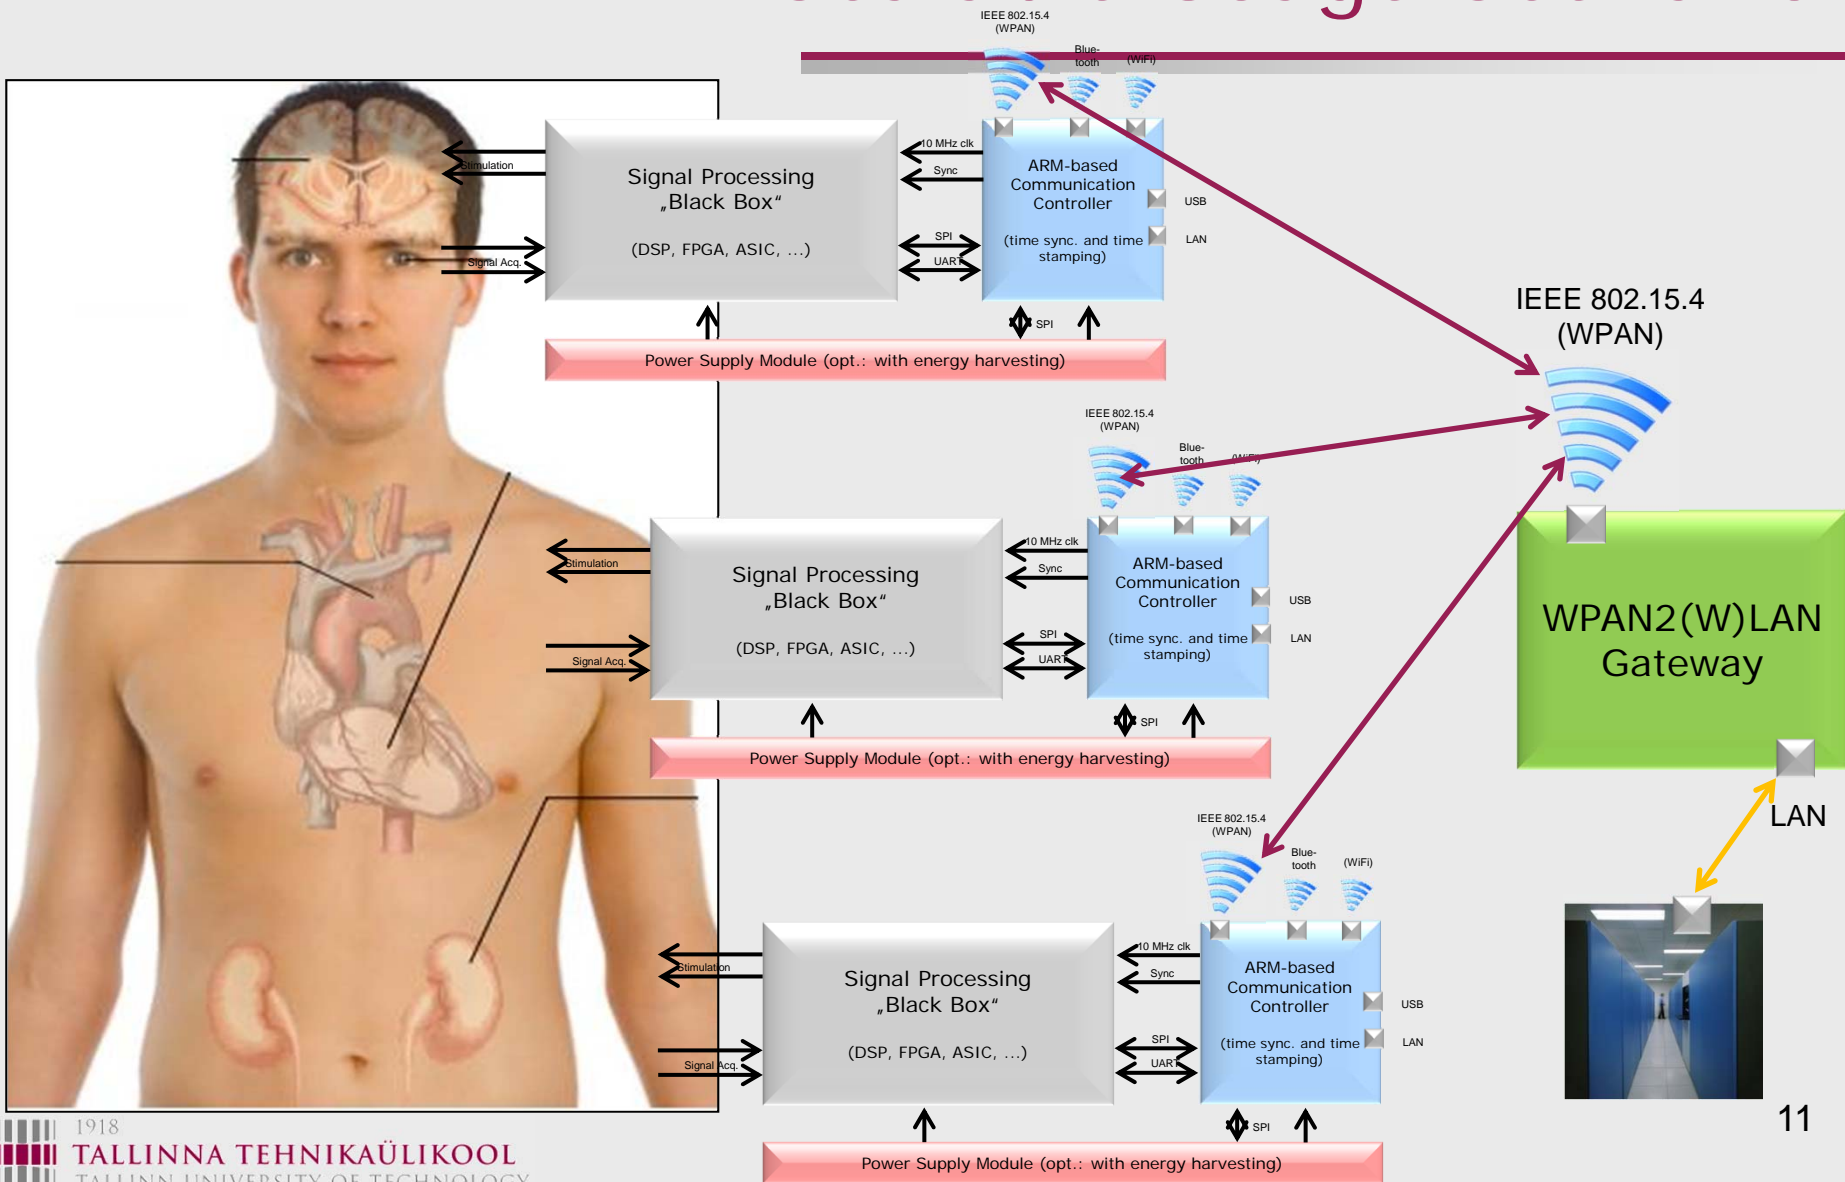 IEEE 802.15.4
(WPAN)
Blue-
tooth
(WiFi)
Stimulation
Signal Acq.
Signal Processing
„Black Box“
(DSP, FPGA, ASIC, ...)
10 MHz clk
Sync
SPI
UART
ARM-based
Communication
Controller
(time sync. and time
stamping)
USB
LAN
SPI
Power Supply Module (opt.: with energy harvesting)
IEEE 802.15.4
(WPAN)
Blue-
tooth
(WiFi)
Stimulation
Signal Acq.
Signal Processing
„Black Box“
(DSP, FPGA, ASIC, ...)
10 MHz clk
Sync
SPI
UART
ARM-based
Communication
Controller
(time sync. and time
stamping)
USB
LAN
SPI
Power Supply Module (opt.: with energy harvesting)
IEEE 802.15.4
(WPAN)
Blue-
tooth
(WiFi)
Stimulation
Signal Acq.
Signal Processing
„Black Box“
(DSP, FPGA, ASIC, ...)
10 MHz clk
Sync
SPI
UART
ARM-based
Communication
Controller
(time sync. and time
stamping)
USB
LAN
SPI
Power Supply Module (opt.: with energy harvesting)
IEEE 802.15.4
(WPAN)
WPAN2(W)LAN
Gateway
LAN
11
1918
TALLINNA TEHNIKAÜLIKOOL
TALLINN UNIVERSITY OF TECHNOLOGY